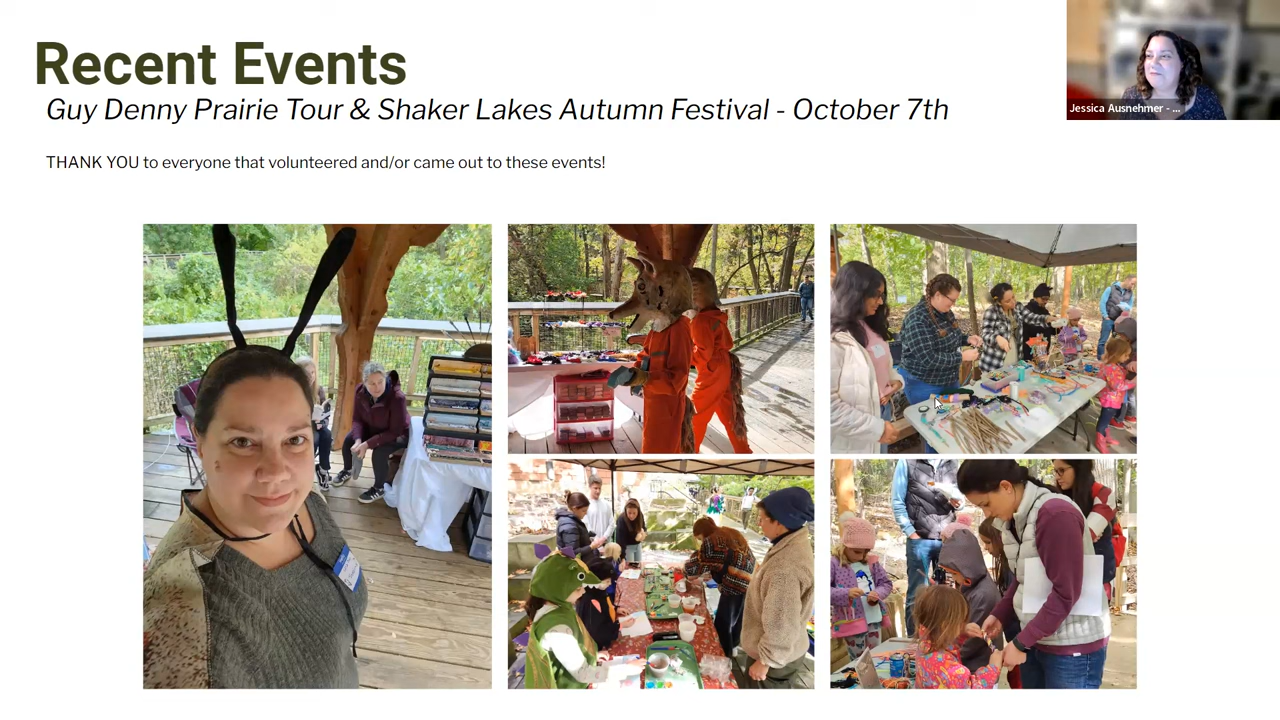 Recent Events
Guy Denny Prairie Tour & Shaker Lakes Autumn Festival - October 7th
Jessica Ausnehmer - ...
THANK YOU to everyone that volunteered and/or came out to these events!